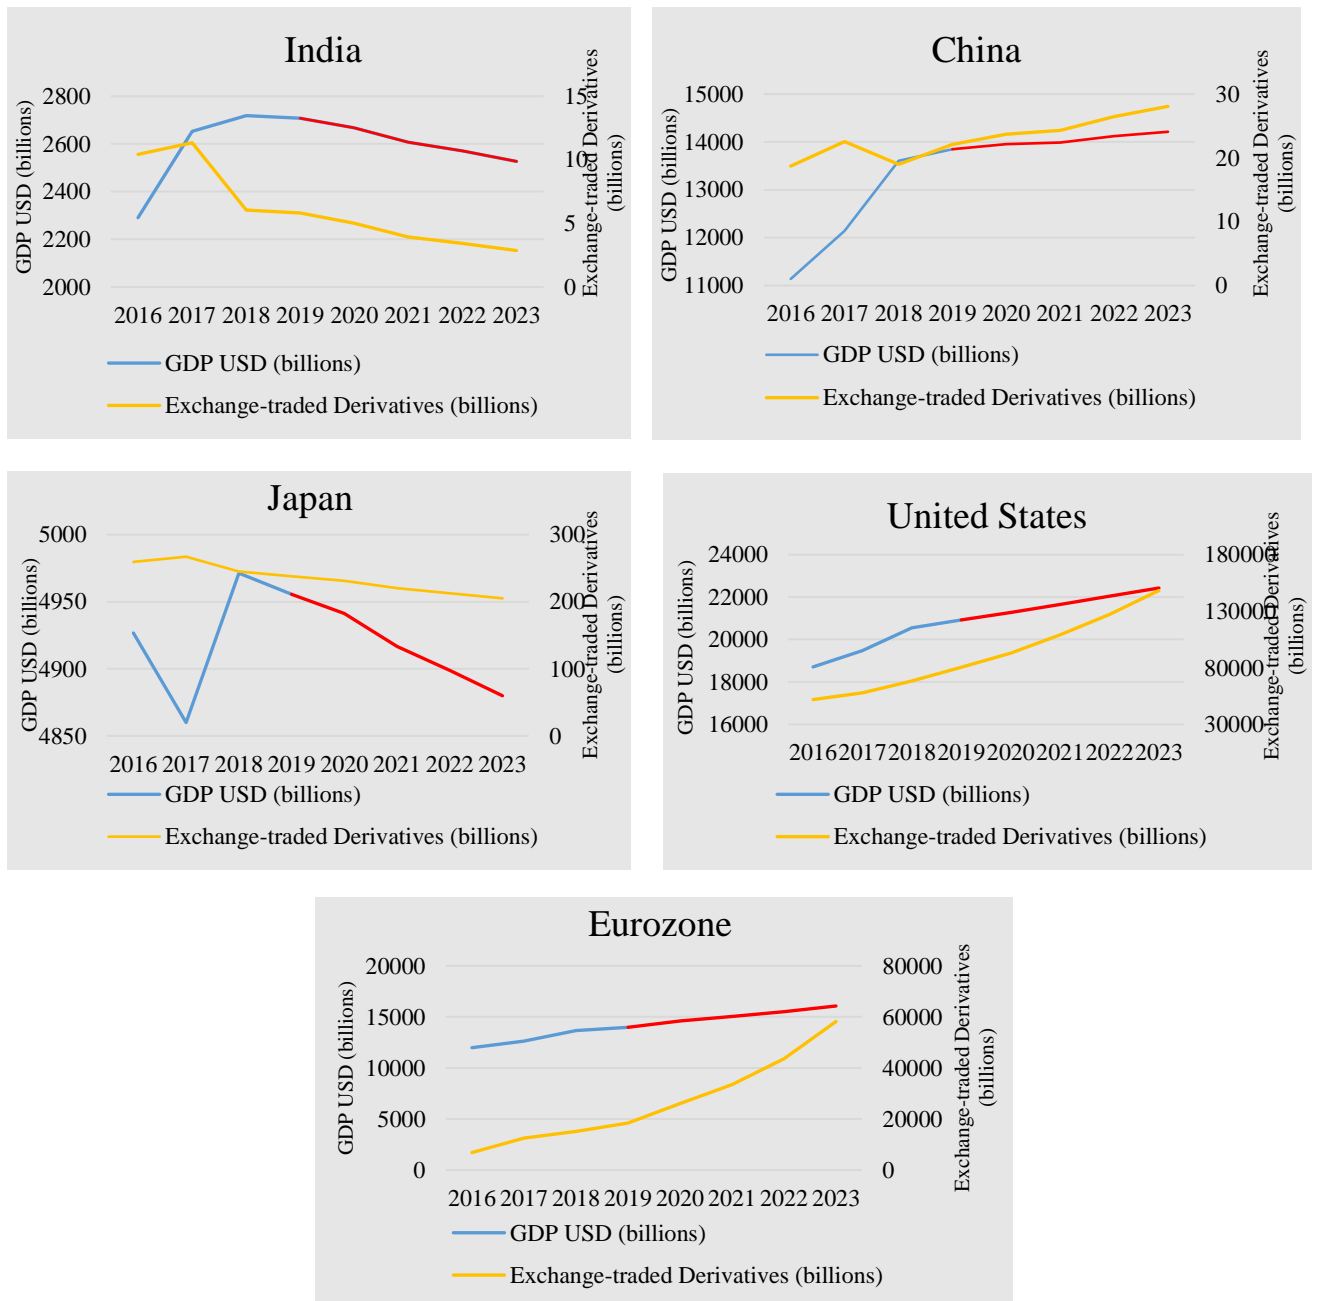 India
GDP USD (billions)
2800
2600
2400
2200
2000
15
10
5
0
Exchange-traded Derivatives
(billions)
2016 2017 2018 2019 2020 2021 2022 2023
GDP USD (billions)
Exchange-traded Derivatives (billions)
China
GDP USD (billions)
15000
14000
13000
12000
11000
30
20
10
0
Exchange-traded Derivatives
(billions)
2016 2017 2018 2019 2020 2021 2022 2023
GDP USD (billions)
Exchange-traded Derivatives (billions)
Japan
GDP USD (billions)
5000
4950
4900
4850
300
200
100
0
Exchange-traded Derivatives
(billions)
2016 2017 2018 2019 2020 2021 2022 2023
GDP USD (billions)
Exchange-traded Derivatives (billions)
United States
GDP USD (billions)
24000
22000
20000
18000
16000
180000
130000
80000
30000
Exchange-traded Derivatives
(billions)
2016 2017 2018 2019 2020 2021 2022 2023
GDP USD (billions)
Exchange-traded Derivatives (billions)
Eurozone
GDP USD (billions)
20000
15000
10000
5000
0
80000
60000
40000
20000
0
Exchange-traded Derivatives
(billions)
2016 2017 2018 2019 2020 2021 2022 2023
GDP USD (billions)
Exchange-traded Derivatives (billions)